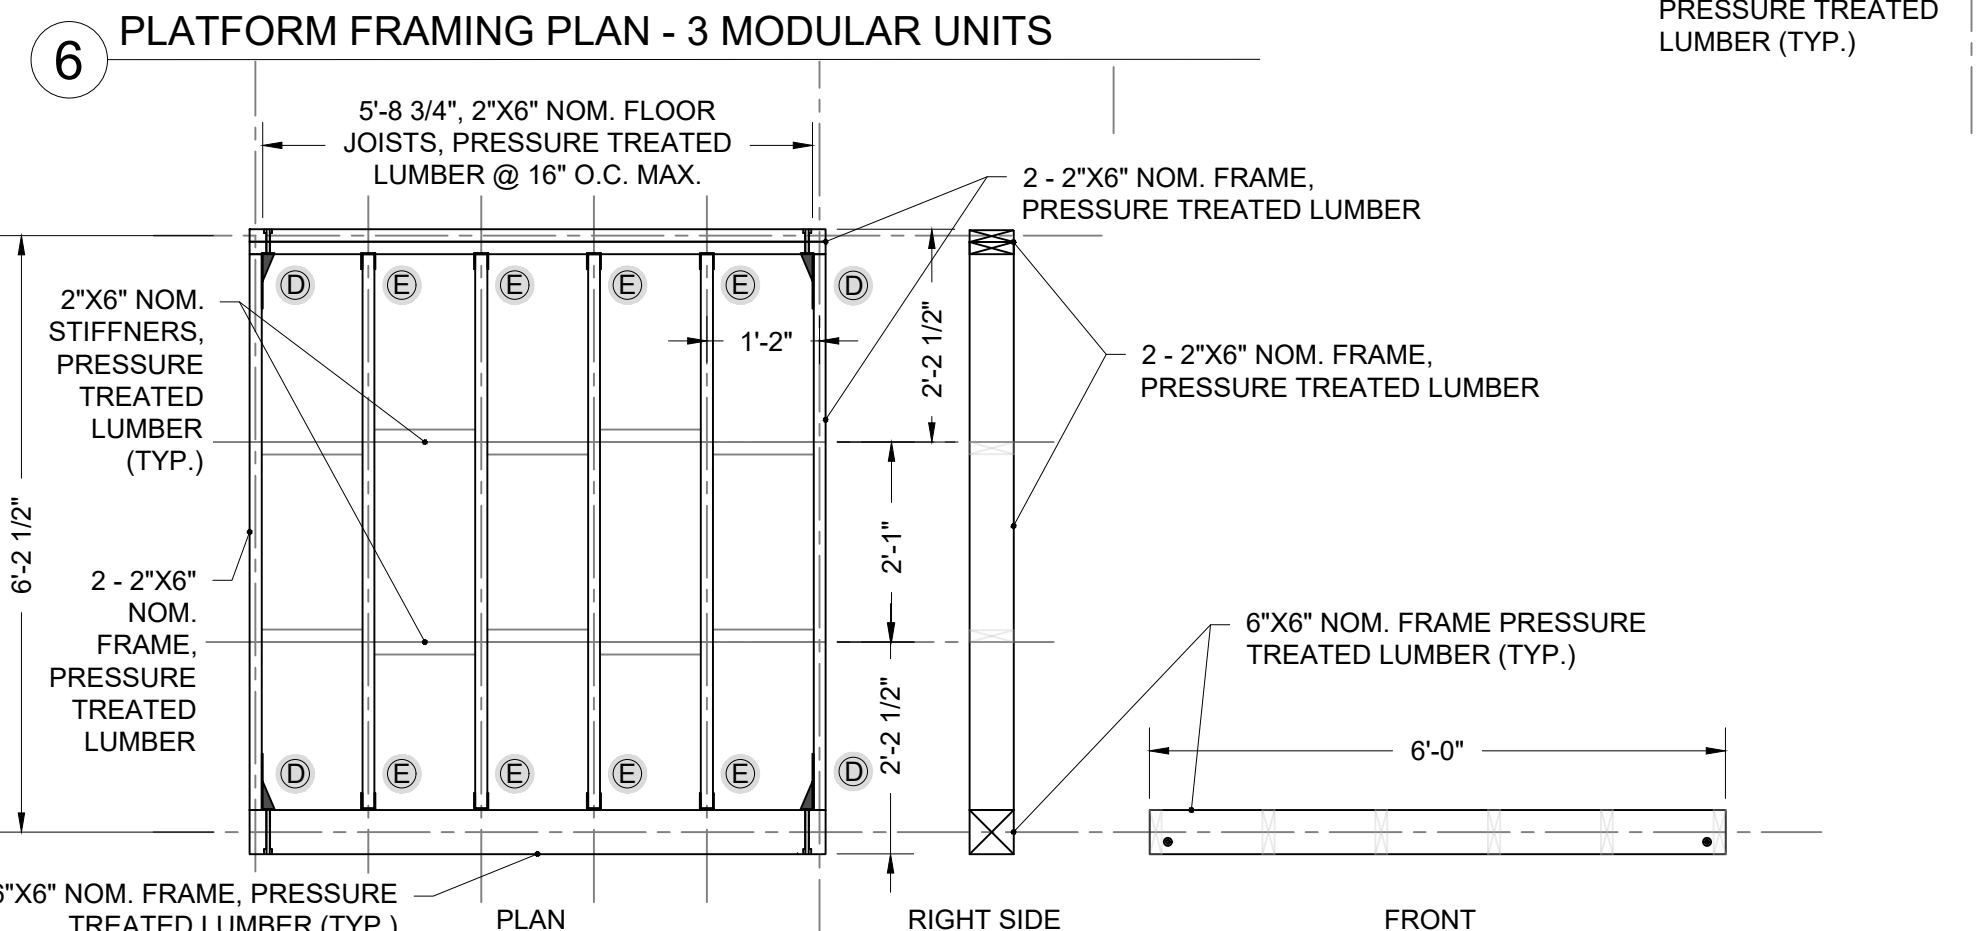 PRESSURE TREATED
LUMBER (TYP.)
6
PLATFORM FRAMING PLAN - 3 MODULAR UNITS
5'-8 3/4", 2"X6" NOM. FLOOR
JOISTS, PRESSURE TREATED
LUMBER @ 16" O.C. MAX.
2 - 2"X6" NOM. FRAME,
PRESSURE TREATED LUMBER
D E E E E D
2"X6" NOM.
STIFFNERS,
PRESSURE
TREATED
LUMBER
(TYP.)
1'-2"
2'-2 1/2"
2 - 2"X6" NOM. FRAME,
PRESSURE TREATED LUMBER
6'-2 1/2"
2'-1"
2 - 2"X6"
NOM.
FRAME,
PRESSURE
TREATED
LUMBER
6"X6" NOM. FRAME PRESSURE
TREATED LUMBER (TYP.)
2'-2 1/2"
6'-0"
D E E E E D
6"X6" NOM. FRAME, PRESSURE
TREATED LUMBER (TYP.)
PLAN
RIGHT SIDE
FRONT